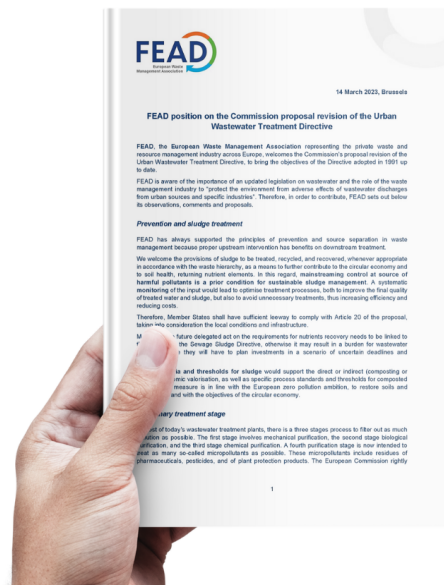 FEAD
European Waste
Management Association
14 March 2023, Brussels
FEAD position on the Commission proposal revision of the Urban
Wastewater Treatment Directive
FEAD, the European Waste Management Association representing the private waste and
resource management industry across Europe, welcomes the Commission's proposal revision of the
Urban Wastewater Treatment Directive, to bring the objectives of the Directive adopted in 1991 up
to date.
FEAD is aware of the importance of an updated legislation on wastewater and the role of the waste
management industry to "protect the environment from adverse effects of wastewater discharges
from urban sources and specific industries". Therefore, in order to contribute, FEAD sets out below
its observations, comments and proposals.
Prevention and sludge treatment
FEAD has always supported the principles of prevention and source separation in waste
management because proper upstream intervention has benefits on downstream treatment.
We welcome the provisions of sludge to be treated, recycled, and recovered, whenever appropriate
in accordance with the waste hierarchy, as a means to further contribute to the circular economy and
to soil health, returning nutrient elements. In this regard, mainstreaming control at source of
harmful pollutants is a prior condition for sustainable sludge management. A systematic
monitoring of the input would lead to optimise treatment processes, both to improve the final quality
of treated water and sludge, but also to avoid unnecessary treatments, thus increasing efficiency and
reducing costs.
Therefore, Member States shall have sufficient leeway to comply with Article 20 of the proposal,
taking into consideration the local conditions and infrastructure.
future delegated act on the requirements for nutrients recovery needs to be linked to
the Sewage Sludge Directive, otherwise it may result in a burden for wastewater
they will have to plan investments in a scenario of uncertain deadlines and
and thresholds for sludge would support the direct or indirect (composting or
valorisation, as well as specific process standards and thresholds for composted
measure is in line with the European zero pollution ambition, to restore soils and
and with the objectives of the circular economy.
treatment stage
of today's wastewater treatment plants, there is a three stages process to filter out as much
as possible. The first stage involves mechanical purification, the second stage biological
purification, and the third stage chemical purification. A fourth purification stage is now intended to
treat as many so-called micropollutants as possible. These micropollutants include residues of
pharmaceuticals, pesticides, and of plant protection products. The European Commission rightly
1